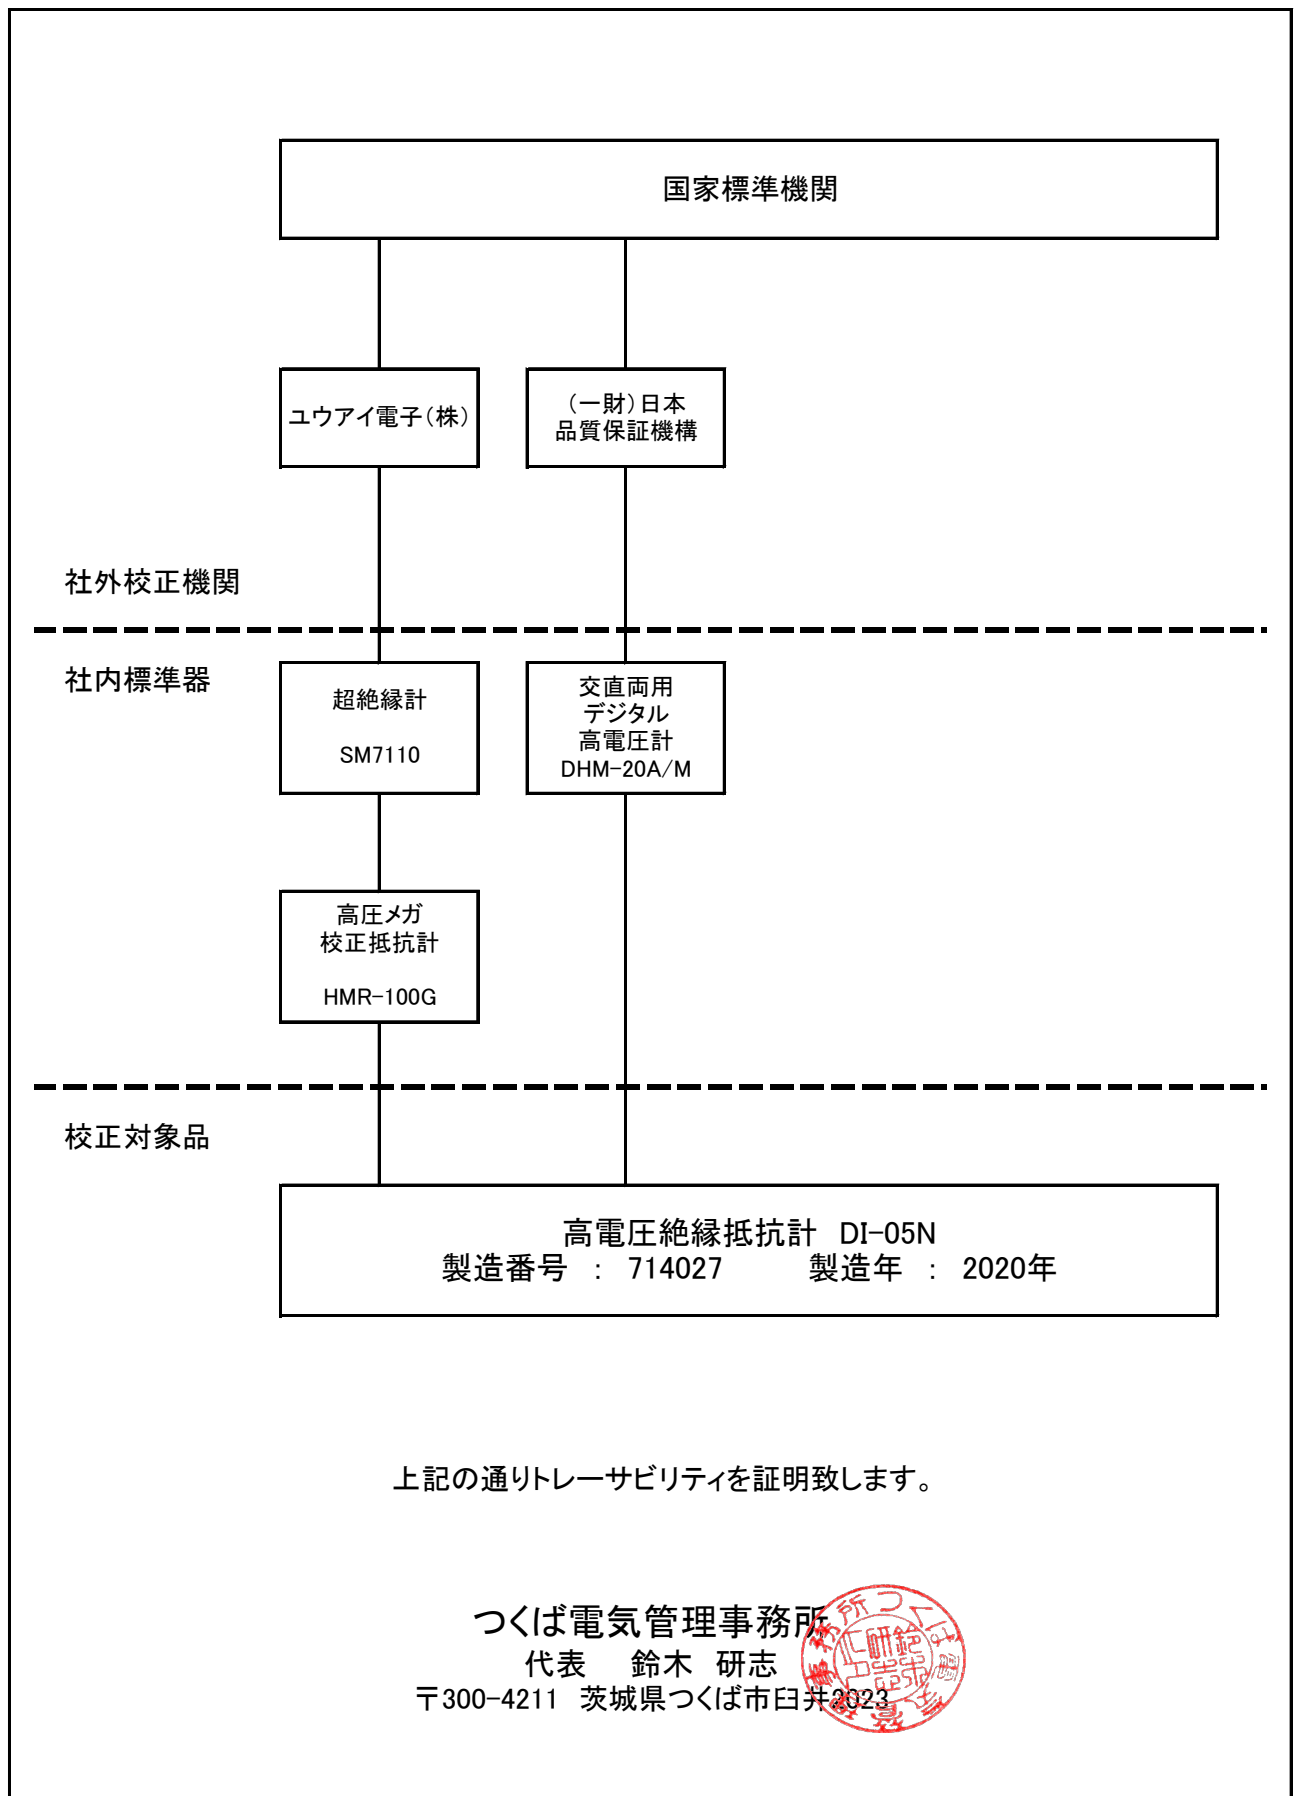 国家標準機関
ユウアイ電子（株）
（一財）日本
品質保証機構
社外校正機関
社内標準器
超絶縁計
SM7110
交直両用
デジタル
高電圧計
DHM-20A/M
高圧メガ
校正抵抗計
HMR-100G
校正対象品
高電圧絶縁抵抗計 DI-05N
製造番号 : 714027 製造年 : 2020年
上記の通りトレーサビリティを証明致します。
つくば電気管理事務所
代表 鈴木 研志
〒300-4211 茨城県つくば市臼井2023